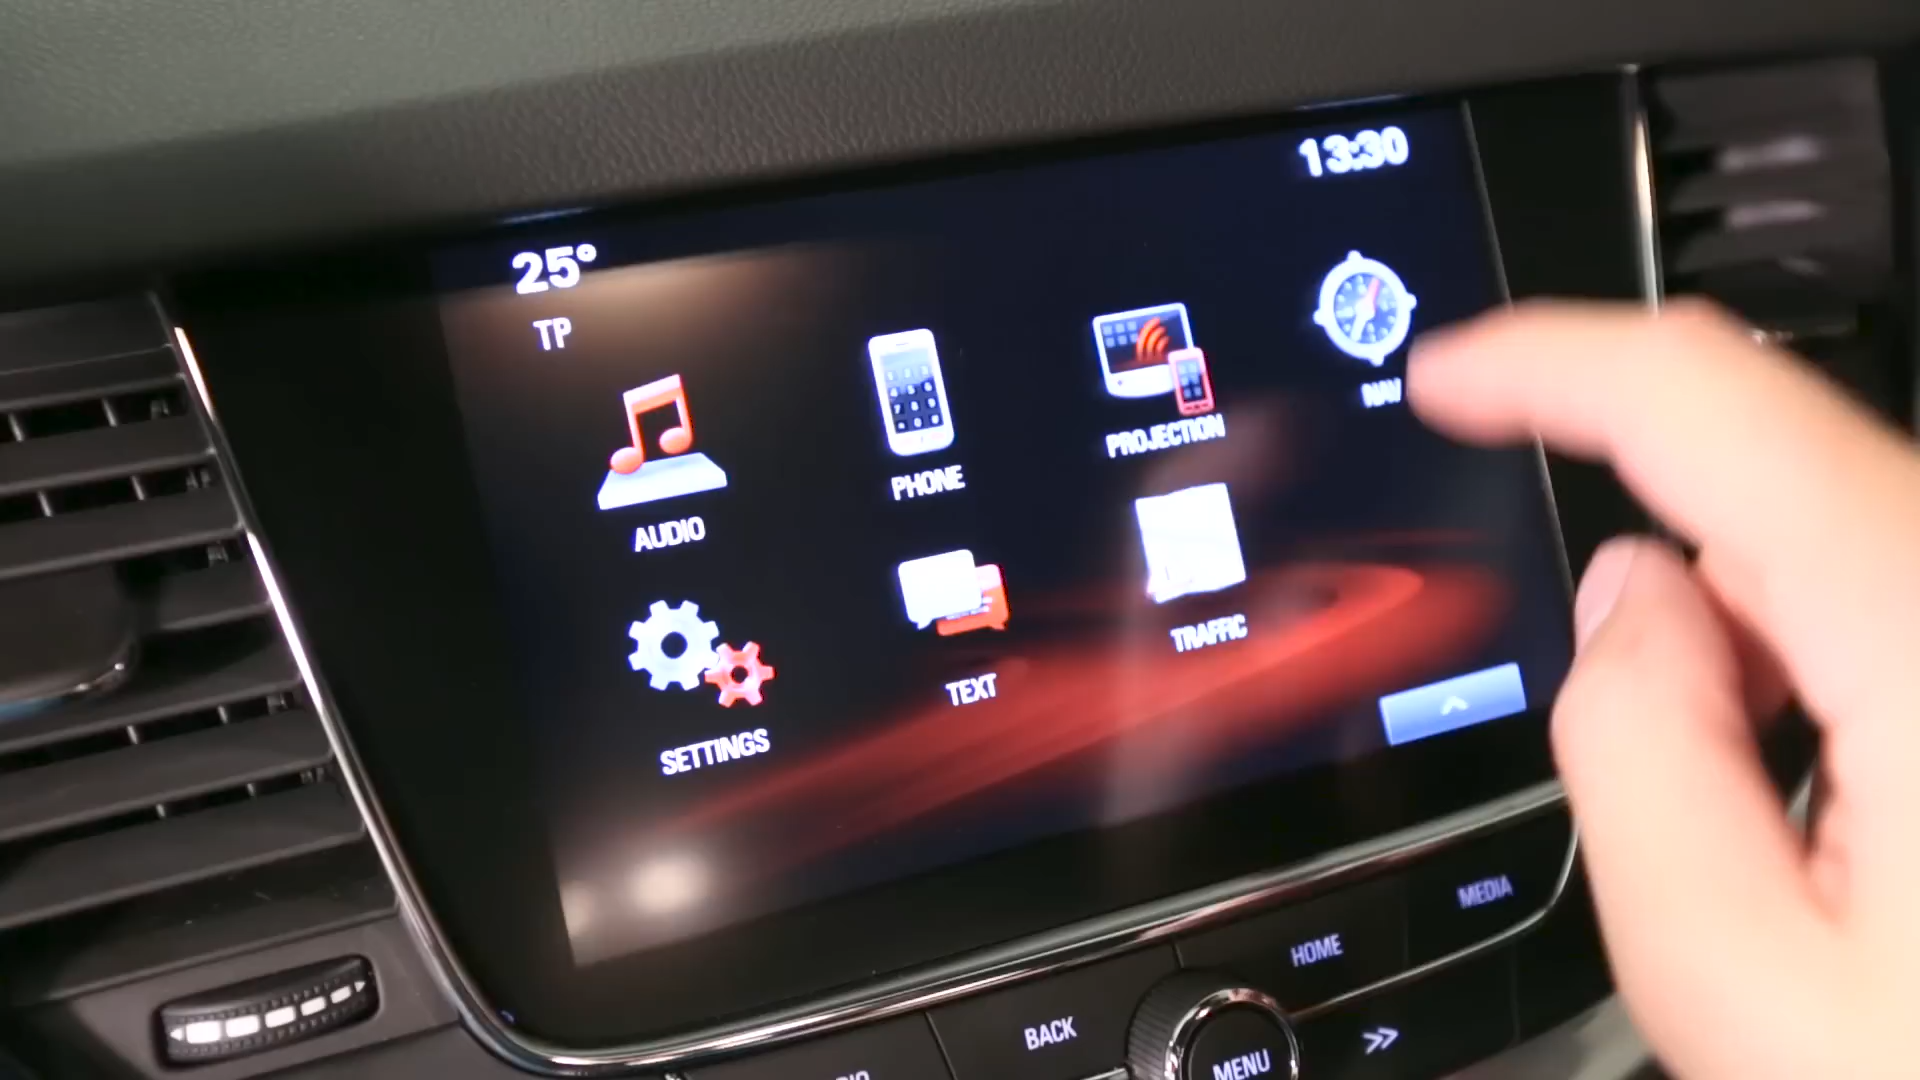 13:30
25°
TP
AUDIO
PHONE
PROJECTION
NAV
SETTINGS
TEXT
TRAFFIC
MEDIA
HOME
BACK
MENU